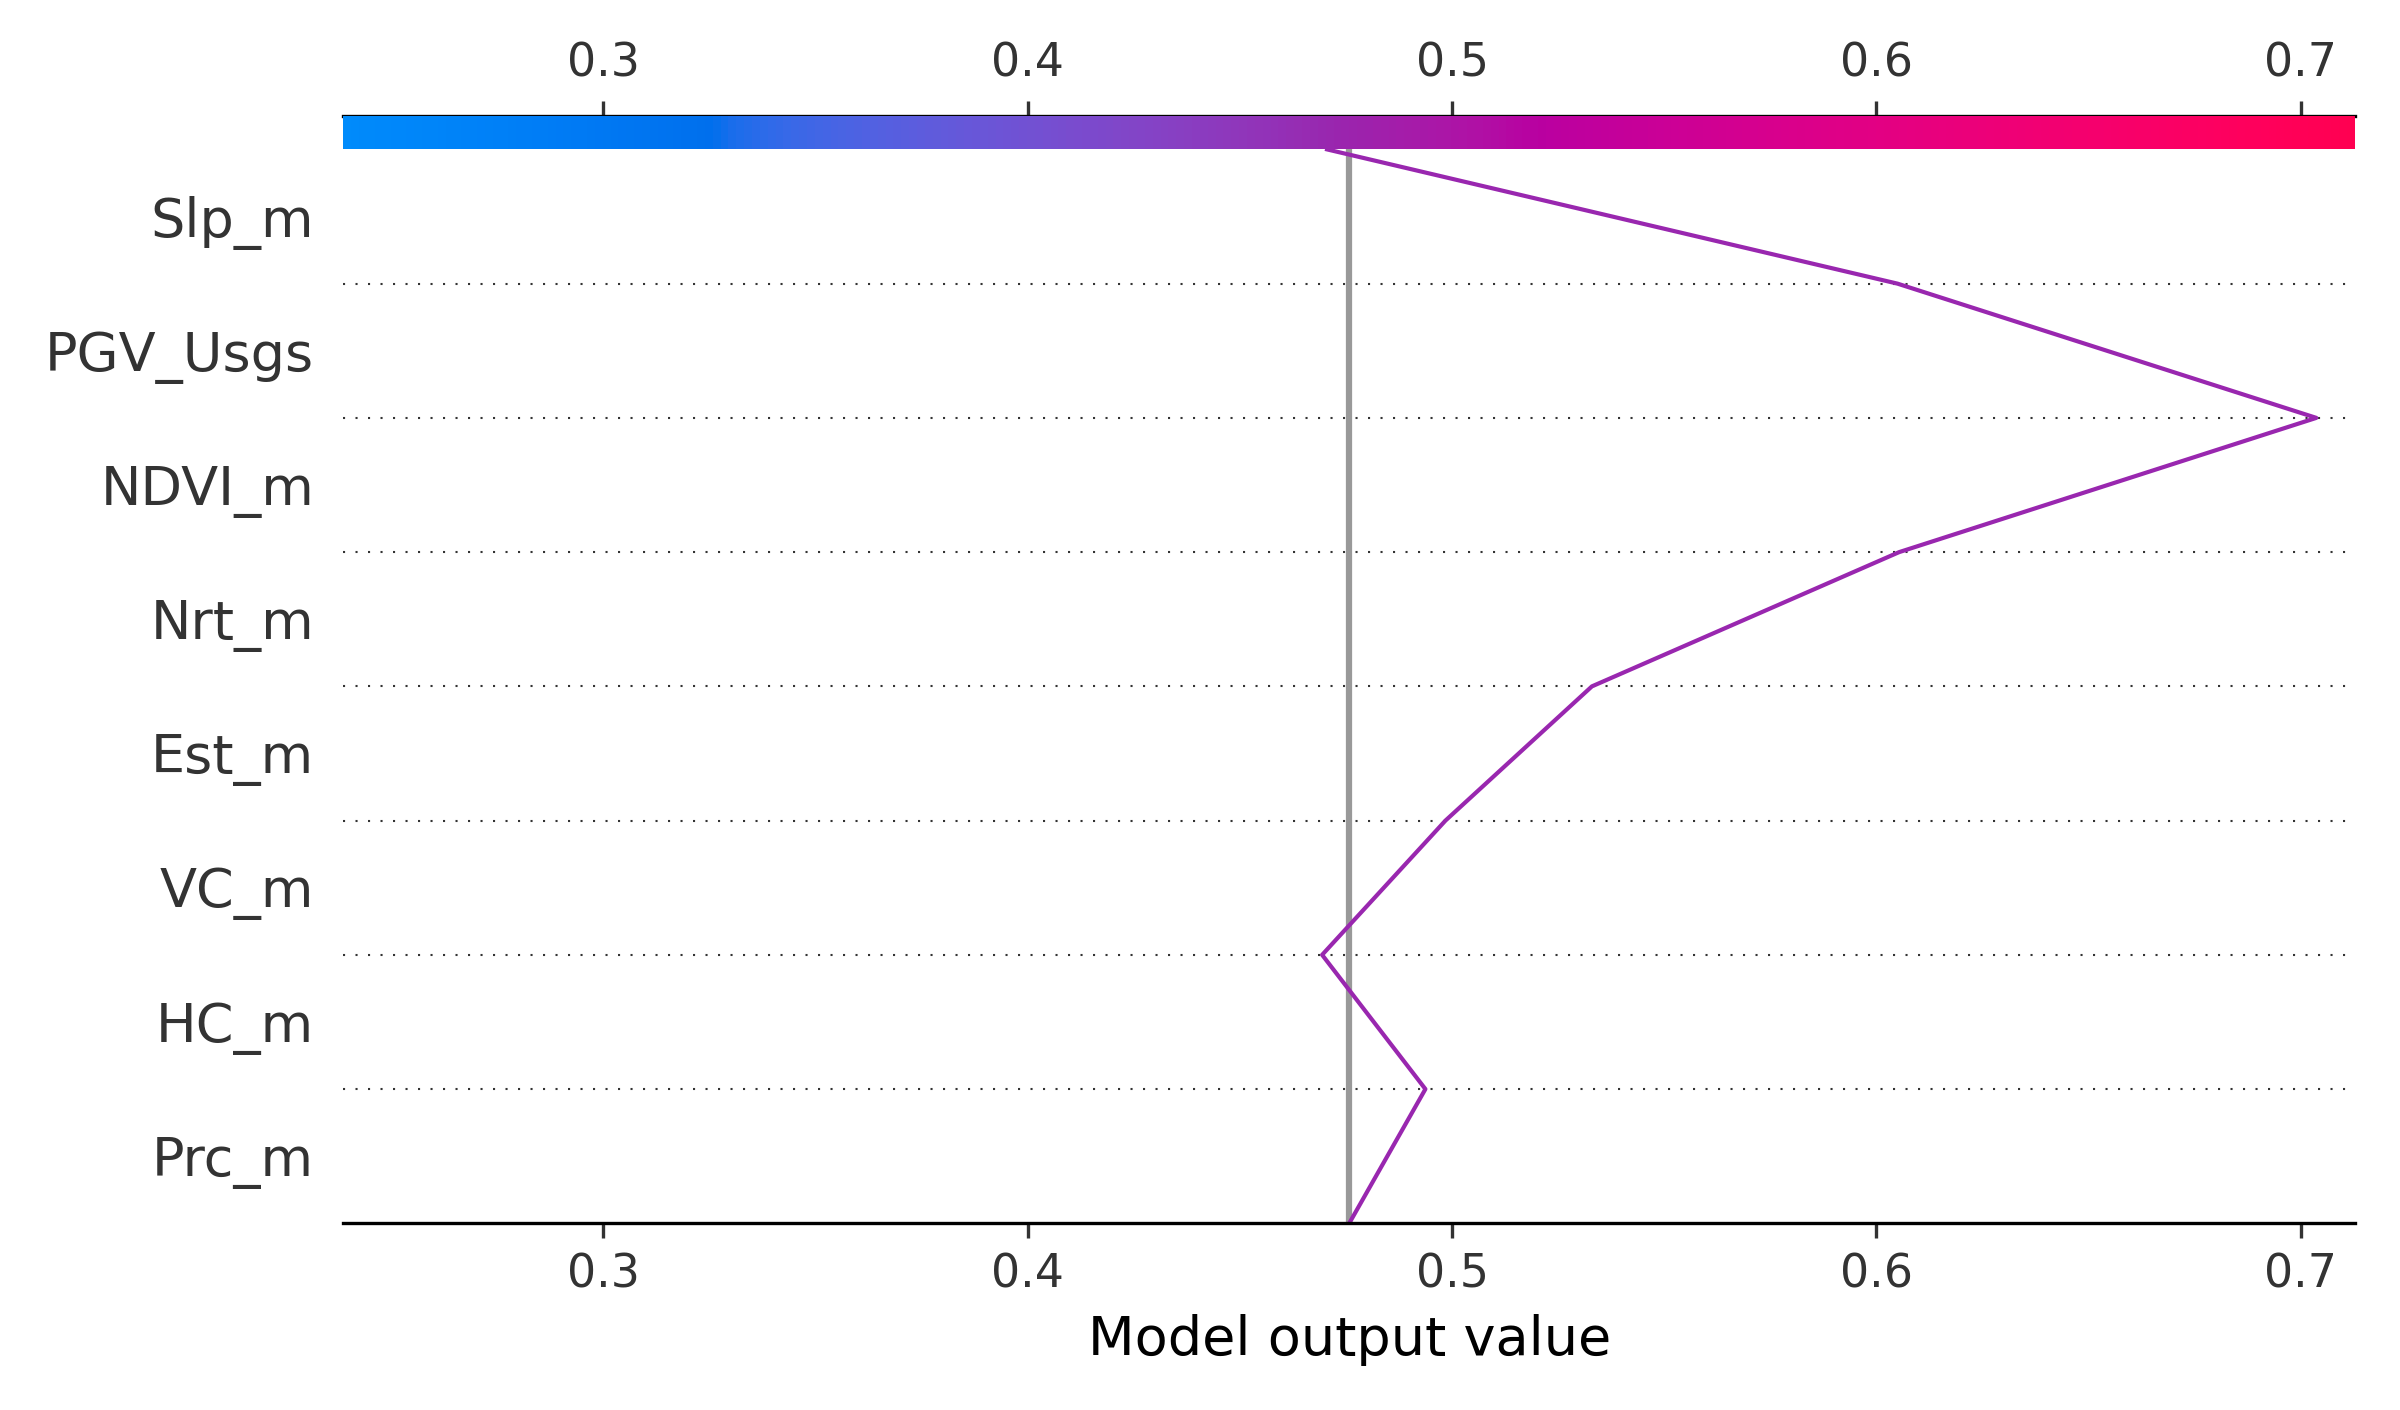 0.3 0.4 0.5 0.6 0.7
Slp_m
PGV_Usgs
NDVI_m
Nrt_m
Est_m
VC_m
HC_m
Prc_m
0.3 0.4 0.5 0.6 0.7
Model output value